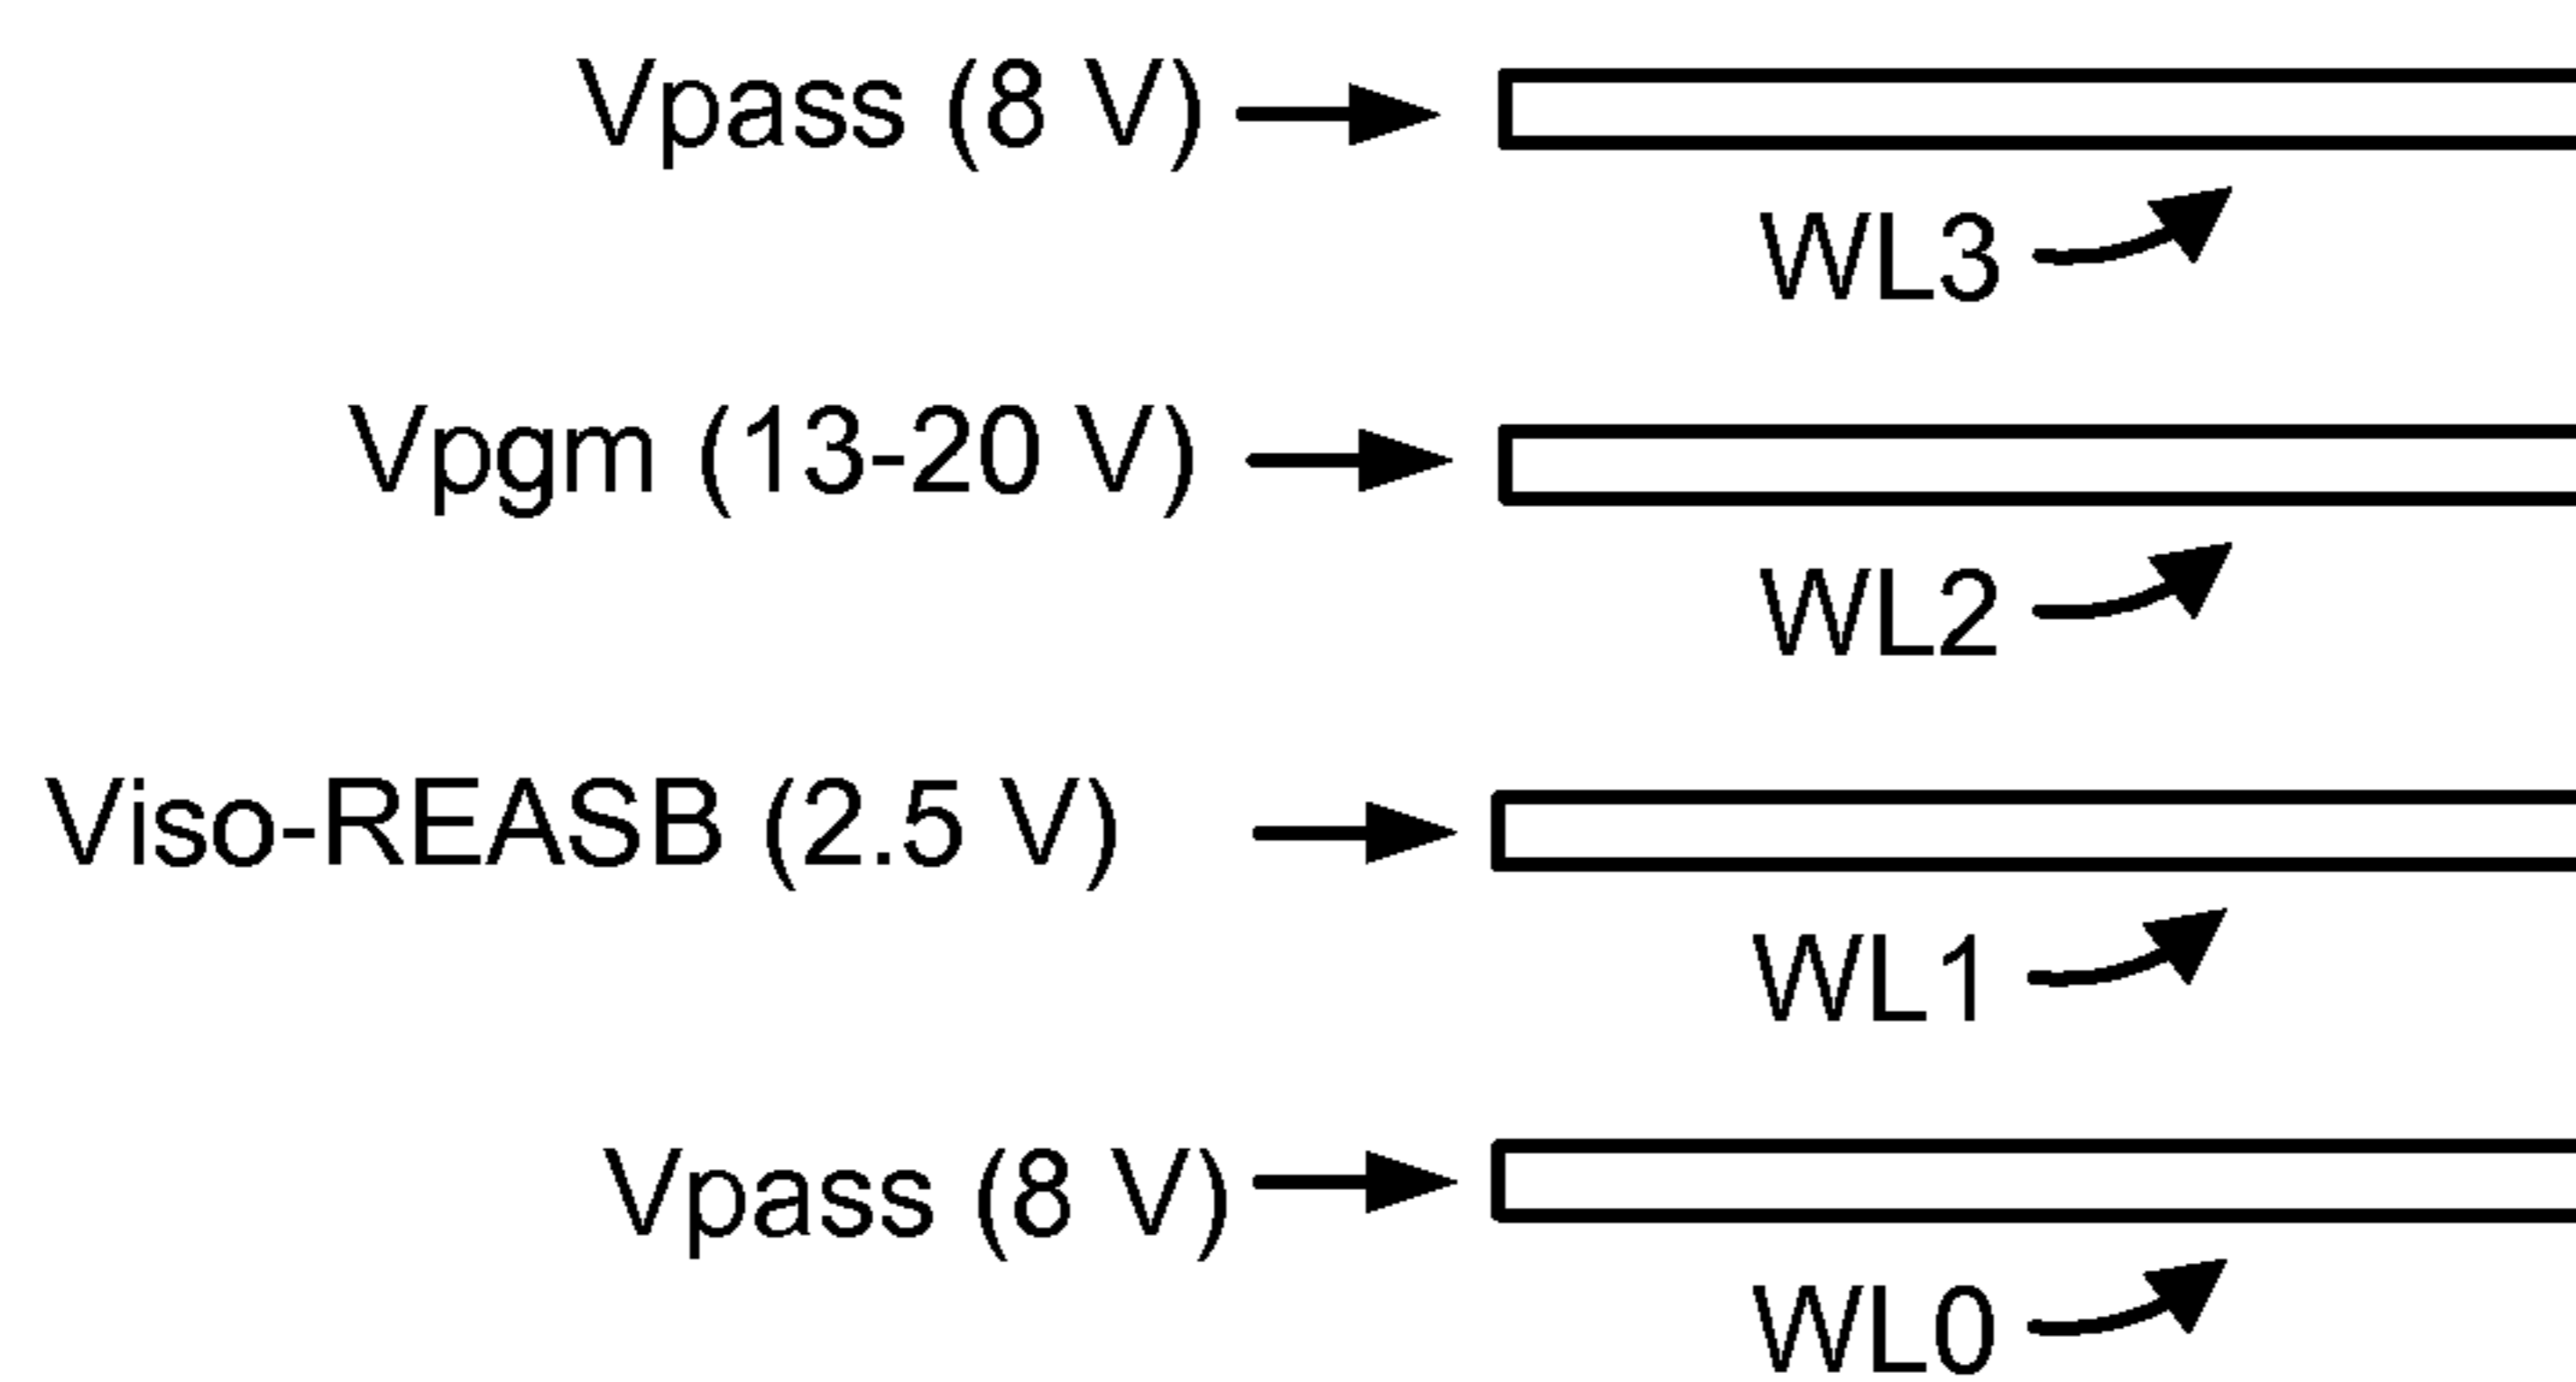 Vpass (8 V)
WL3
Vpgm (13-20 V)
WL2
Viso-REASB (2.5 V)
WL1
Vpass (8 V)
WL0